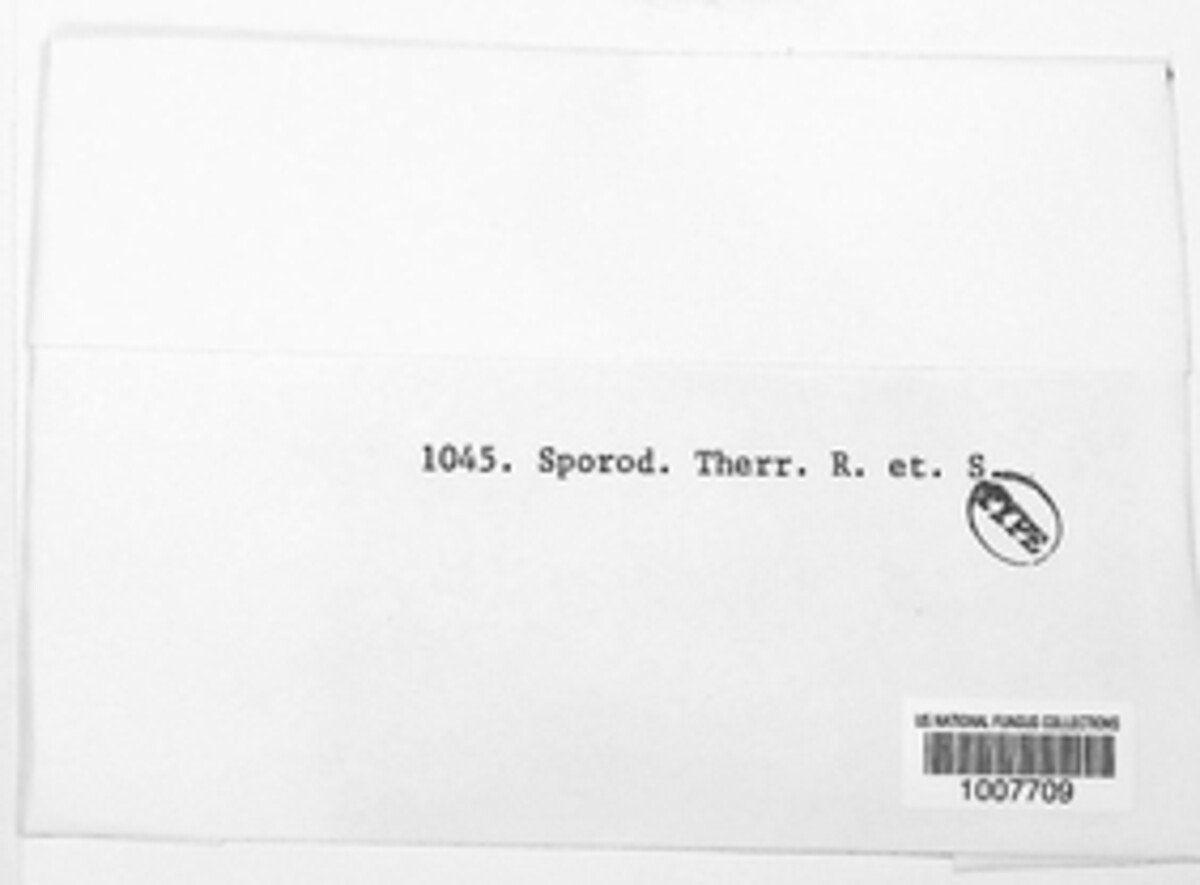 1045. Sporod. Therr. R. et. S.
TYPE
US NATIONAL FUNGUS COLLECTIONS
1007709